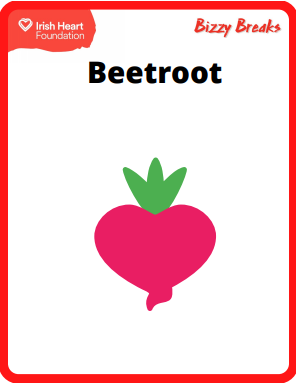 Irish Heart
Foundation
Bizzy Breaks
Beetroot